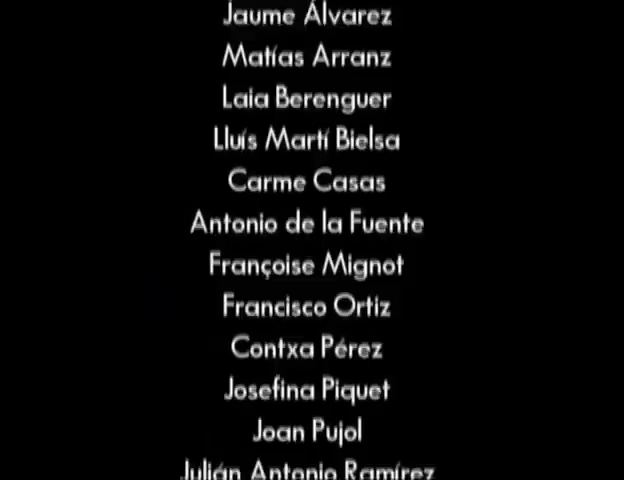 Jaume Álvarez
Matías Arranz
Laia Berenguer
Lluís Martí Bielsa
Carme Casas
Antonio de la Fuente
Françoise Mignot
Francisco Ortiz
Contxa Pérez
Josefina Piquet
Joan Pujol
Julián Antonio Ramírez